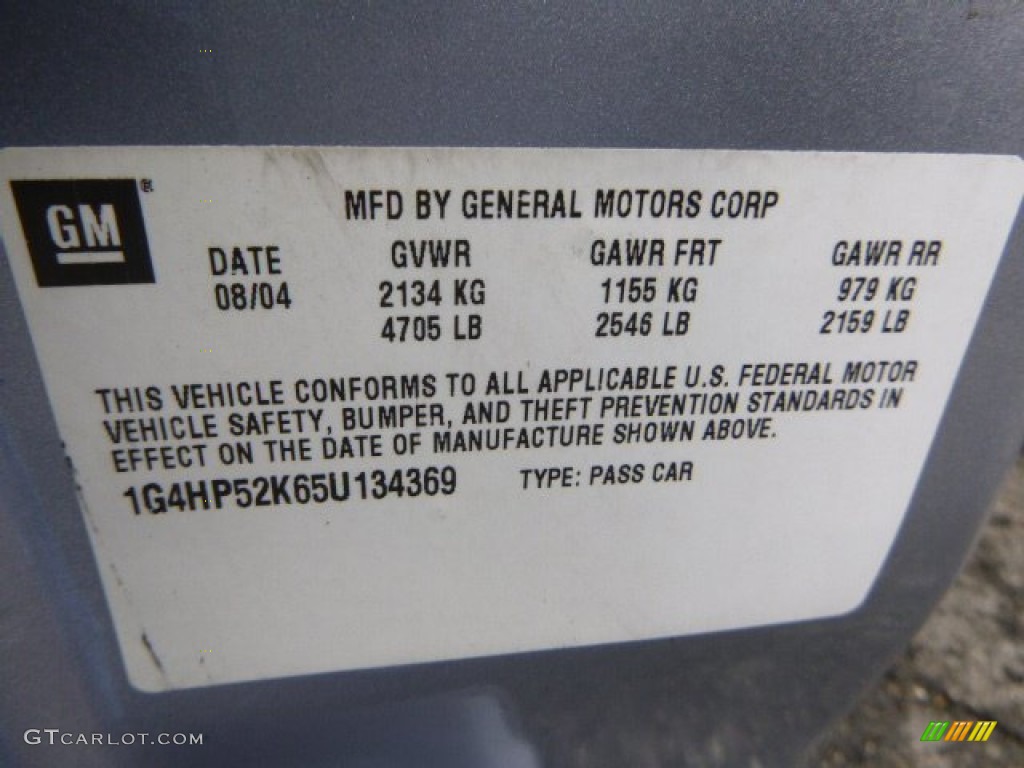 GM®
MFD BY GENERAL MOTORS CORP
DATE GVWR GAWR FRT GAWR RR
08/04 2134 KG 1155 KG 979 KG
4705 LB 2546 LB 2159 LB
THIS VEHICLE CONFORMS TO ALL APPLICABLE U.S. FEDERAL MOTOR
VEHICLE SAFETY, BUMPER, AND THEFT PREVENTION STANDARDS IN
EFFECT ON THE DATE OF MANUFACTURE SHOWN ABOVE.
1G4HP52K65U134369 TYPE: PASS CAR
GTCARLOT.COM